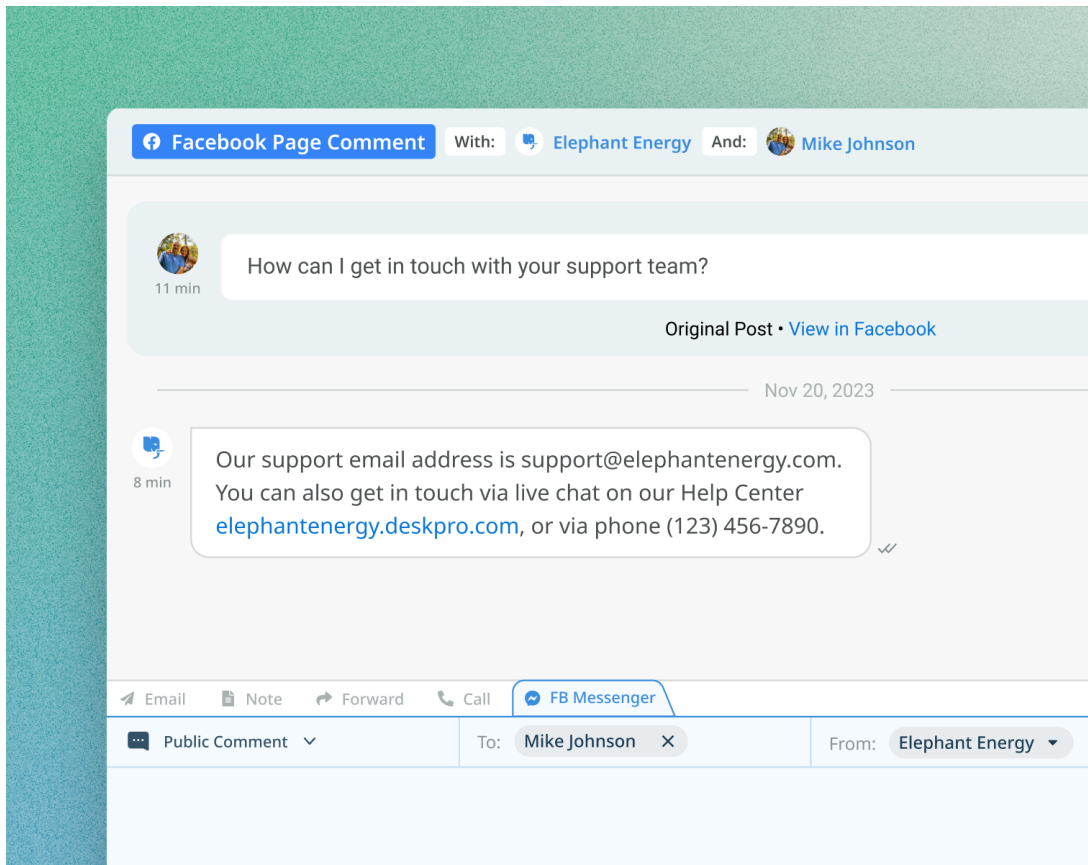 Facebook Page Comment With: Elephant Energy And: Mike Johnson
How can I get in touch with your support team?
11 min
Original Post • View in Facebook
Nov 20, 2023
Our support email address is support@elephantenergy.com.
You can also get in touch via live chat on our Help Center
elephantenergy.deskpro.com, or via phone (123) 456-7890.
8 min
Email Note Forward Call FB Messenger
Public Comment To: Mike Johnson From: Elephant Energy